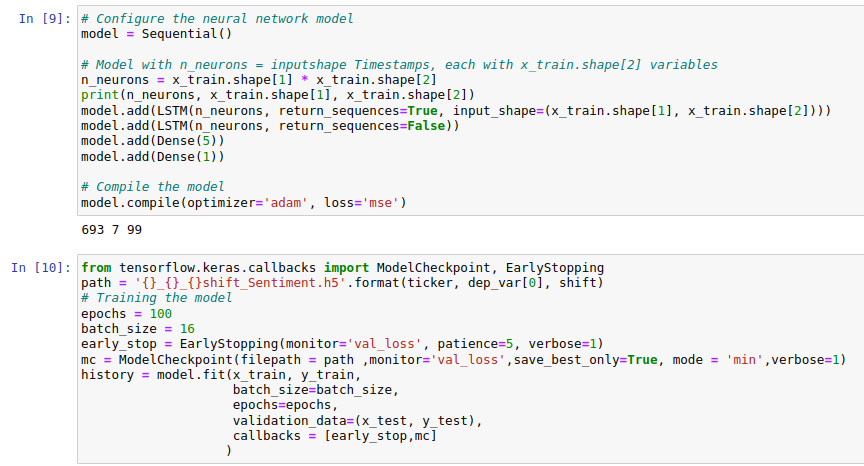 In [9]: # Configure the neural network model
model = Sequential()
# Model with n_neurons = inputshape Timestamps, each with x_train.shape[2] variables
n_neurons = x_train.shape[1] * x_train.shape[2]
print(n_neurons, x_train.shape[1], x_train.shape[2])
model.add(LSTM(n_neurons, return_sequences=True, input_shape=(x_train.shape[1], x_train.shape[2])))
model.add(LSTM(n_neurons, return_sequences=False))
model.add(Dense(5))
model.add(Dense(1))
# Compile the model
model.compile(optimizer='adam', loss='mse')
693 7 99
In [10]: from tensorflow.keras.callbacks import ModelCheckpoint, EarlyStopping
path = '{}_{}_{}shift_Sentiment.h5'.format(ticker, dep_var[0], shift)
# Training the model
epochs = 100
batch_size = 16
early_stop = EarlyStopping(monitor='val_loss', patience=5, verbose=1)
mc = ModelCheckpoint(filepath = path ,monitor='val_loss',save_best_only=True, mode = 'min',verbose=1)
history = model.fit(x_train, y_train,
batch_size=batch_size,
epochs=epochs,
validation_data=(x_test, y_test),
callbacks = [early_stop,mc]
)